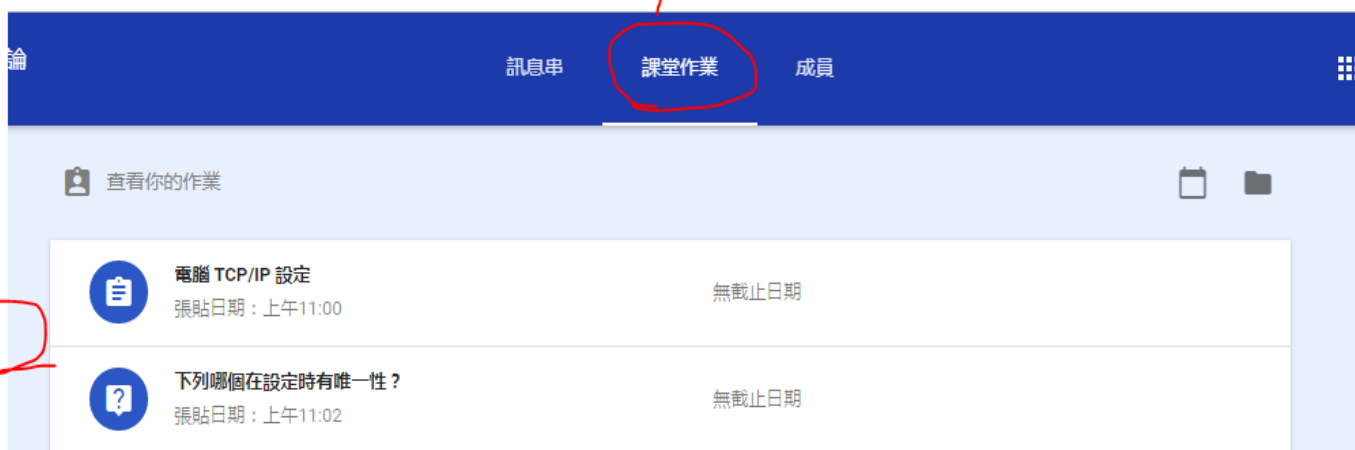 論
訊息串 課堂作業 成員
查看你的作業
電腦 TCP/IP 設定
張貼日期：上午11:00
無截止日期
下列哪個在設定時有唯一性？
張貼日期：上午11:02
無截止日期